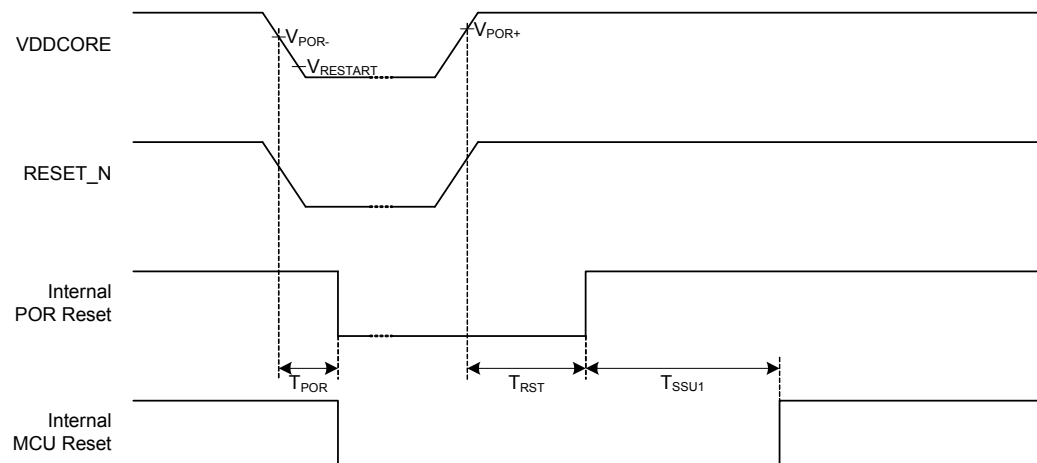 VDDCORE
VPOR-
VRESTART
VPOR+
RESET_N
Internal
POR Reset
TPOR
TRST
TSSU1
Internal
MCU Reset